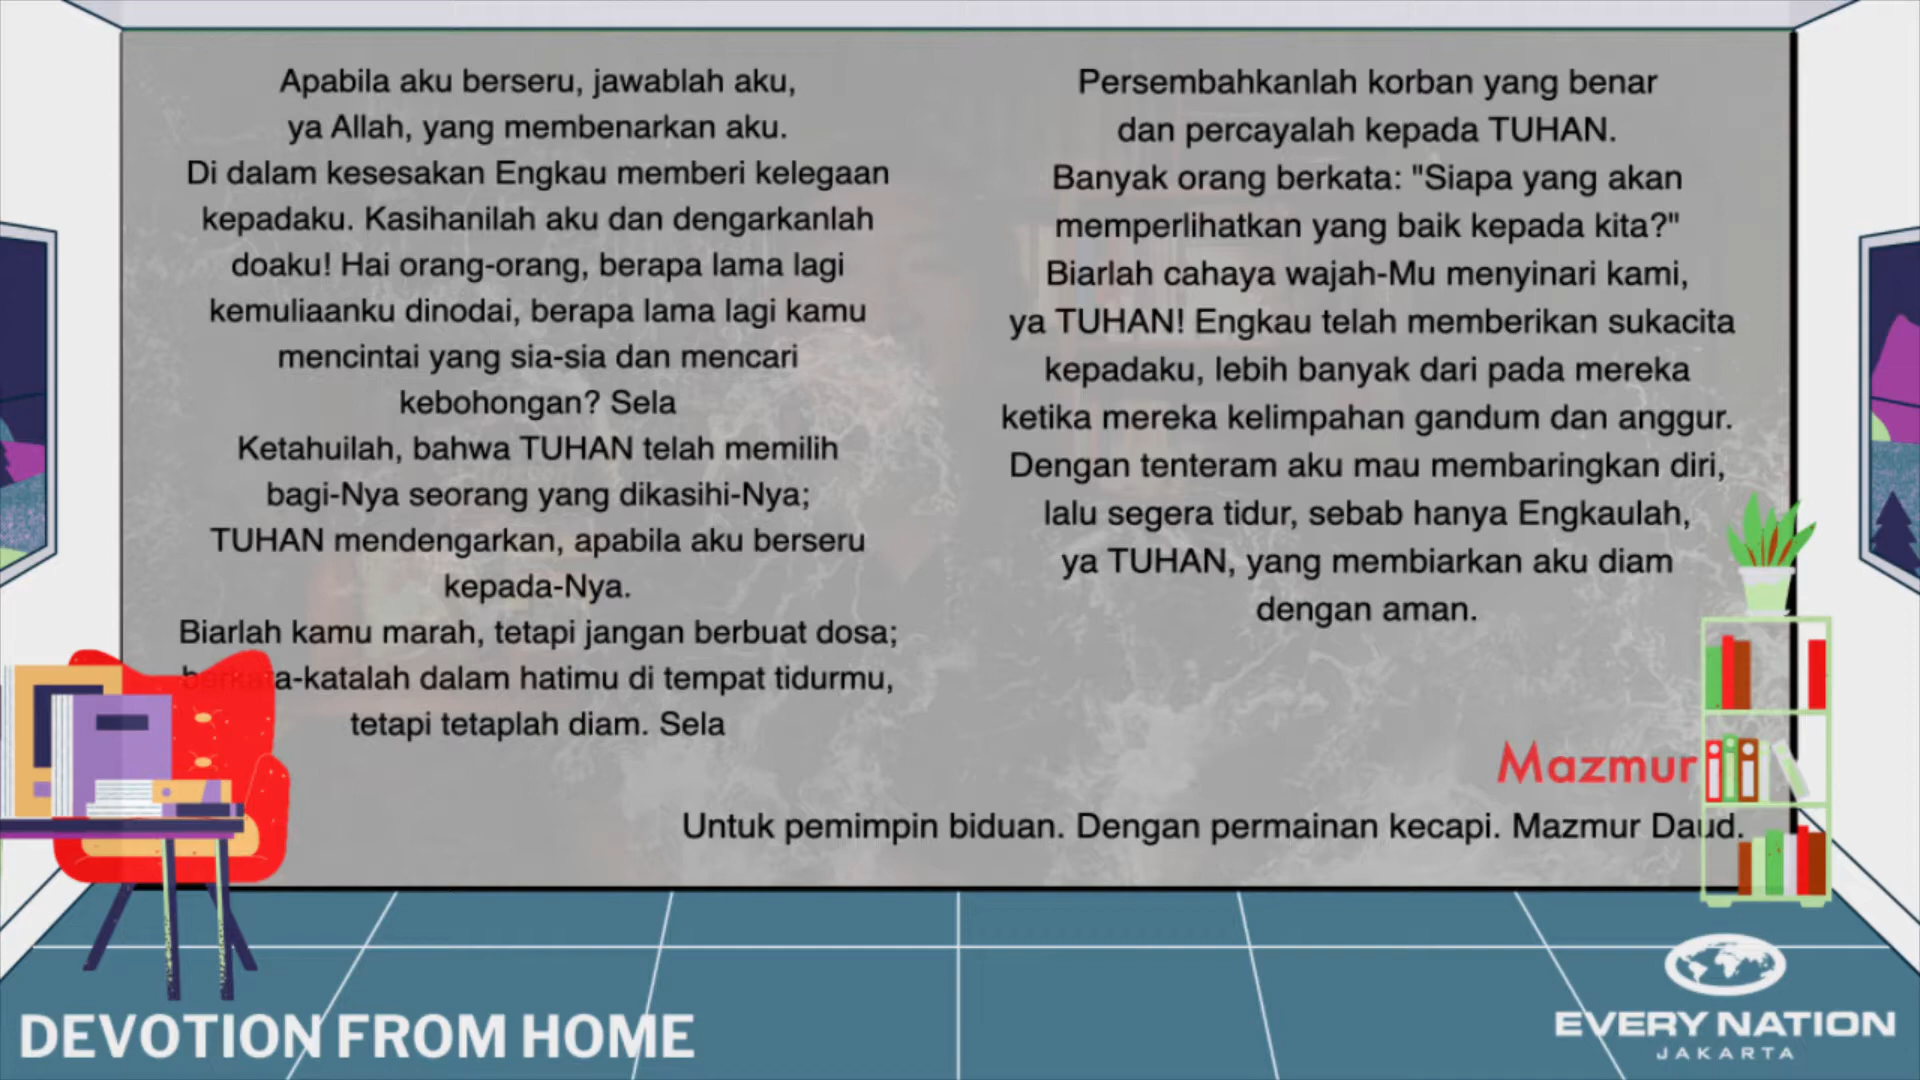 Apabila aku berseru, jawablah aku,
ya Allah, yang membenarkan aku.
Di dalam kesesakan Engkau memberi kelegaan
kepadaku. Kasihanilah aku dan dengarkanlah
doaku! Hai orang-orang, berapa lama lagi
kemuliaanku dinodai, berapa lama lagi kamu
mencintai yang sia-sia dan mencari
kebohongan? Sela
Ketahuilah, bahwa TUHAN telah memilih
bagi-Nya seorang yang dikasihi-Nya;
TUHAN mendengarkan, apabila aku berseru
kepada-Nya.
Biarlah kamu marah, tetapi jangan berbuat dosa;
berkata-katalah dalam hatimu di tempat tidurmu,
tetapi tetaplah diam. Sela
Persembahkanlah korban yang benar
dan percayalah kepada TUHAN.
Banyak orang berkata: "Siapa yang akan
memperlihatkan yang baik kepada kita?"
Biarlah cahaya wajah-Mu menyinari kami,
ya TUHAN! Engkau telah memberikan sukacita
kepadaku, lebih banyak dari pada mereka
ketika mereka kelimpahan gandum dan anggur.
Dengan tenteram aku mau membaringkan diri,
lalu segera tidur, sebab hanya Engkaulah,
ya TUHAN, yang membiarkan aku diam
dengan aman.
Mazmur
Untuk pemimpin biduan. Dengan permainan kecapi. Mazmur Daud.
DEVOTION FROM HOME
EVERY NATION
JAKARTA